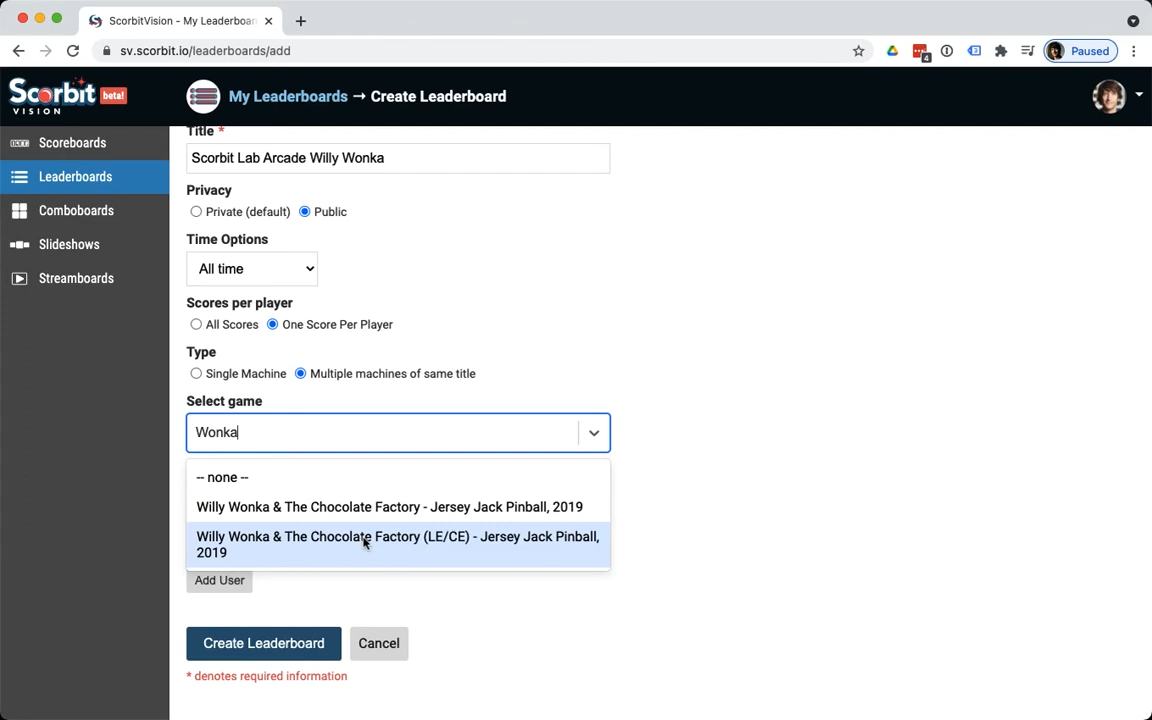 ScorbitVision - My Leaderboar
sv.scorbit.io/leaderboards/add
4
Paused
Scorbit beta!
VISION
My Leaderboards → Create Leaderboard
Scoreboards
Leaderboards
Comboboards
Slideshows
Streamboards
Title *
Scorbit Lab Arcade Willy Wonka
Privacy
Private (default) Public
Time Options
All time
Scores per player
All Scores One Score Per Player
Type
Single Machine Multiple machines of same title
Select game
Wonka
-- none --
Willy Wonka & The Chocolate Factory - Jersey Jack Pinball, 2019
Willy Wonka & The Chocolate Factory (LE/CE) - Jersey Jack Pinball,
2019
Add User
Create Leaderboard Cancel
* denotes required information